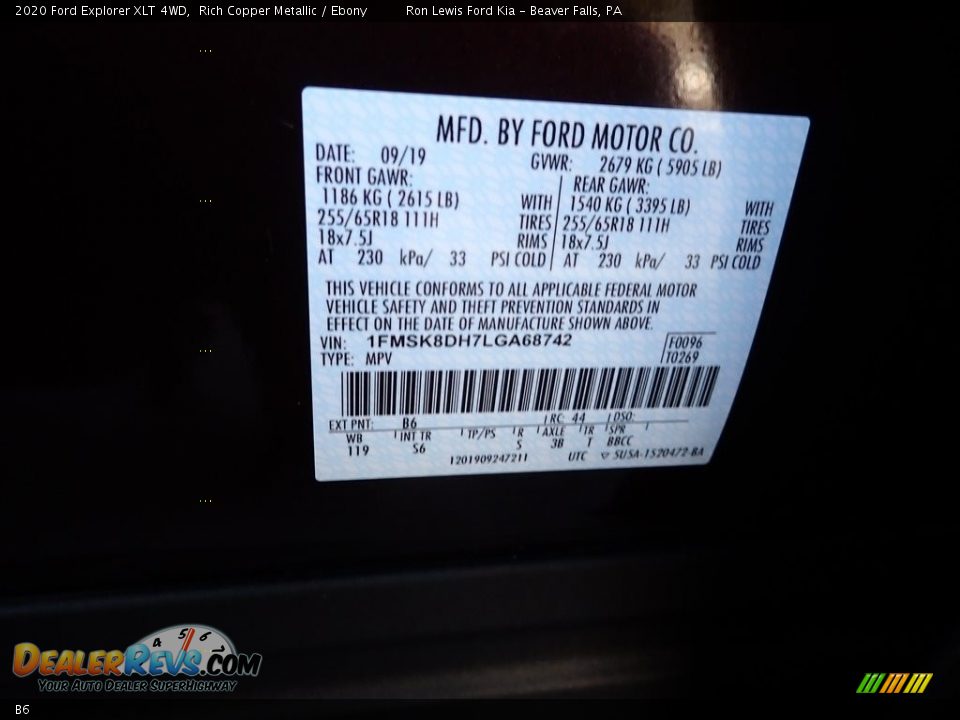 2020 Ford Explorer XLT 4WD, Rich Copper Metallic / Ebony Ron Lewis Ford Kia - Beaver Falls, PA
MFD. BY FORD MOTOR CO.
DATE: 09/19 GVWR: 2679 KG ( 5905 LB)
FRONT GAWR: REAR GAWR:
1186 KG ( 2615 LB) WITH 1540 KG ( 3395 LB) WITH
255/65R18 111H TIRES 255/65R18 111H TIRES
18x7.5J RIMS 18x7.5J RIMS
AT 230 kPa/ 33 PSI COLD AT 230 kPa/ 33 PSI COLD
THIS VEHICLE CONFORMS TO ALL APPLICABLE FEDERAL MOTOR
VEHICLE SAFETY AND THEFT PREVENTION STANDARDS IN
EFFECT ON THE DATE OF MANUFACTURE SHOWN ABOVE.
VIN: 1FMSK8DH7LGA68742 F0096
TYPE: MPV T0269
EXT PNT: B6 RC: 44 DSO:
WB INT TR TP/PS R AXLE TR SPR
119 S6 5 3B T BBCC
1201909247211 UTC ▽ 5USA-1520472-BA
4 5 6
DEALERREVS.COM
YOUR AUTO DEALER SUPERHIGHWAY
B6